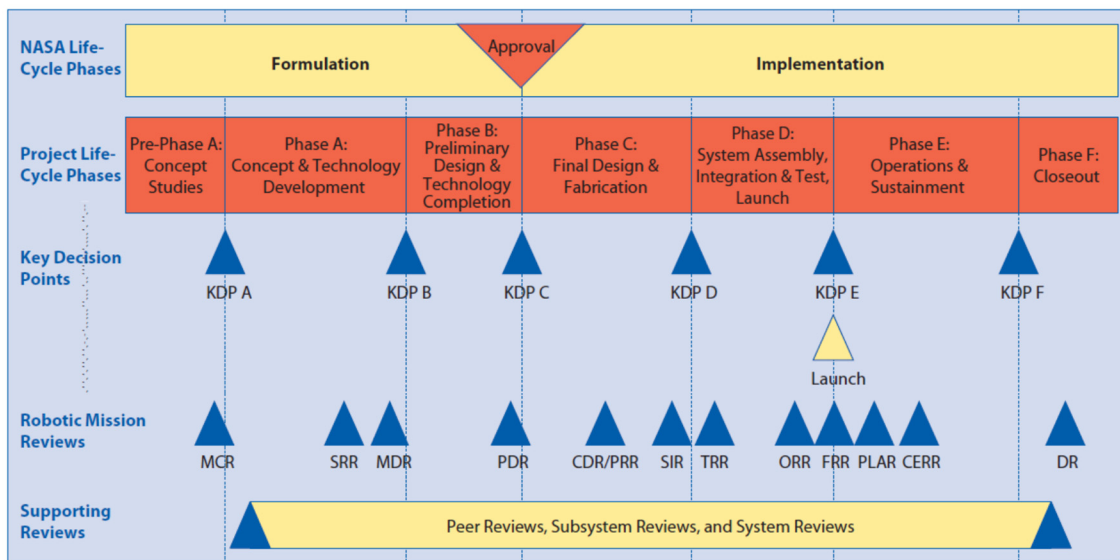 NASA Life-
Cycle Phases
Formulation
Approval
Implementation
Project Life-
Cycle Phases
Pre-Phase A:
Concept
Studies
Phase A:
Concept & Technology
Development
Phase B:
Preliminary
Design &
Technology
Completion
Phase C:
Final Design &
Fabrication
Phase D:
System Assembly,
Integration & Test,
Launch
Phase E:
Operations &
Sustainment
Phase F:
Closeout
Key Decision
Points
KDP A
KDP B
KDP C
KDP D
KDP E
KDP F
Launch
Robotic Mission
Reviews
MCR
SRR
MDR
PDR
CDR/PRR
SIR
TRR
ORR
FRR
PLAR
CERR
DR
Supporting
Reviews
Peer Reviews, Subsystem Reviews, and System Reviews